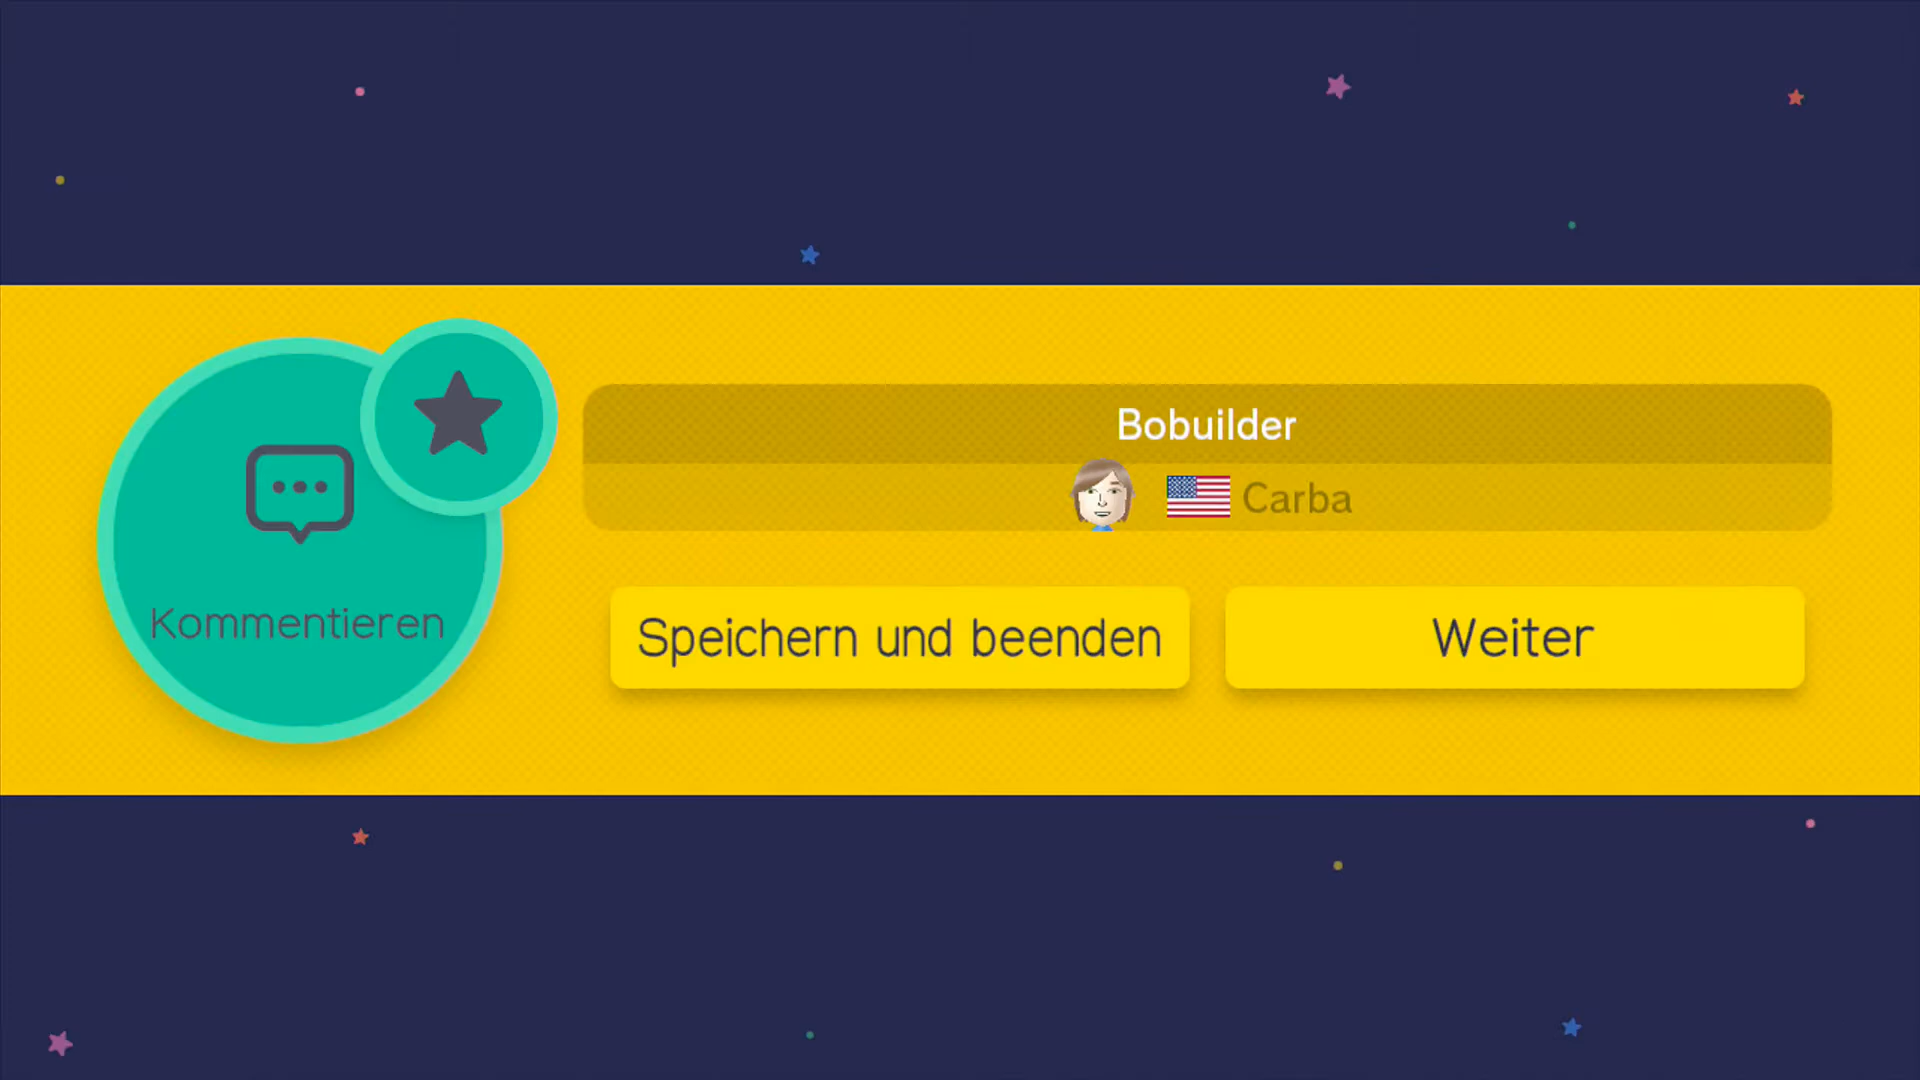 Bobuilder
Carba
Kommentieren
Speichern und beenden
Weiter